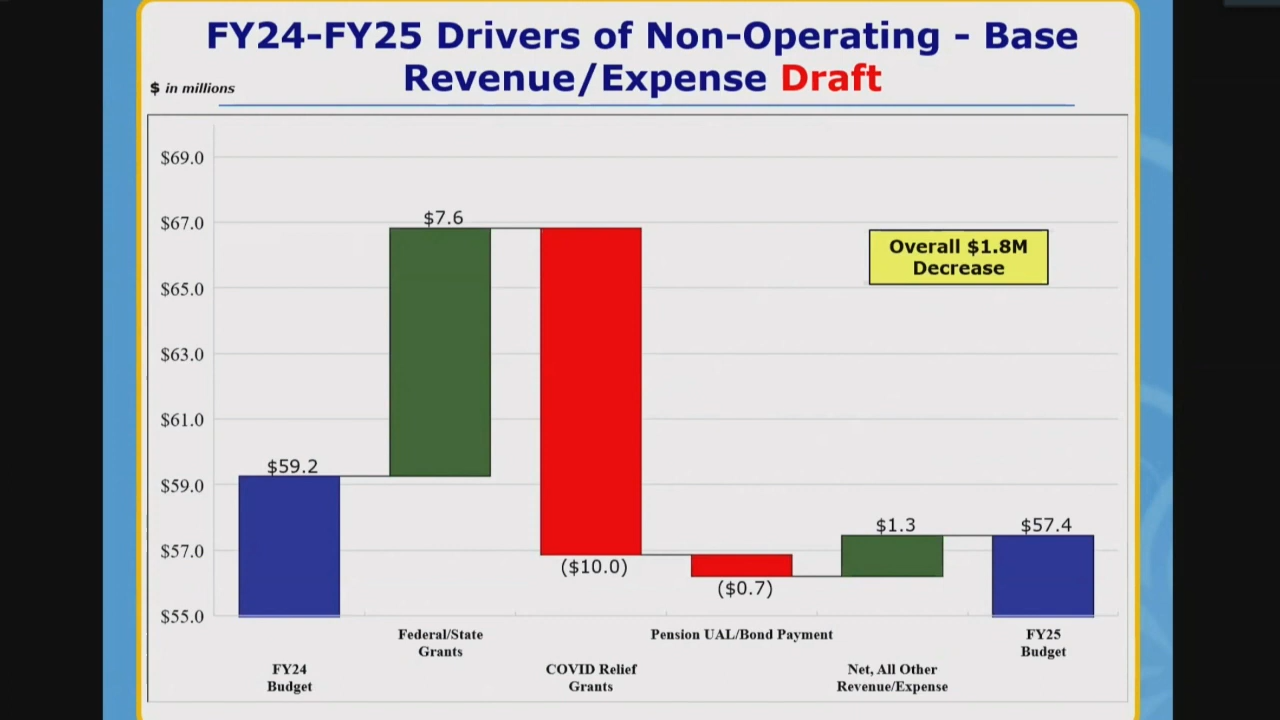 FY24-FY25 Drivers of Non-Operating - Base
Revenue/Expense Draft
$ in millions
$69.0
$67.0
$65.0
$63.0
$61.0
$59.0
$57.0
$55.0
$59.2
$7.6
($10.0)
($0.7)
$1.3
$57.4
Overall $1.8M
Decrease
FY24
Budget
Federal/State
Grants
COVID Relief
Grants
Pension UAL/Bond Payment
Net, All Other
Revenue/Expense
FY25
Budget